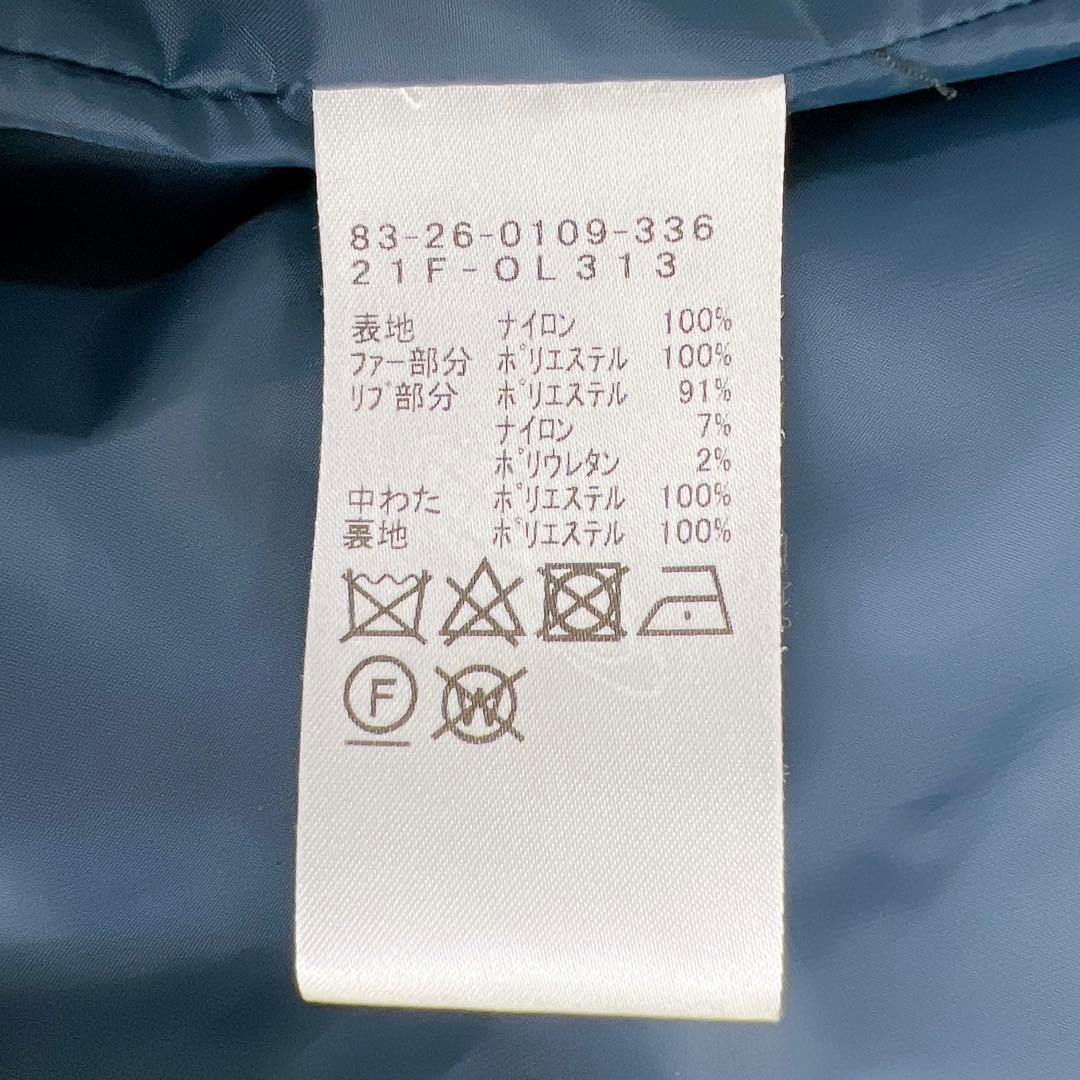 83-26-0109-336
21F-OL313
表地 ナイロン 100%
ファー部分 ポリエステル 100%
リブ部分 ポリエステル 91%
ナイロン 7%
ポリウレタン 2%
中わた ポリエステル 100%
裏地 ポリエステル 100%
F W